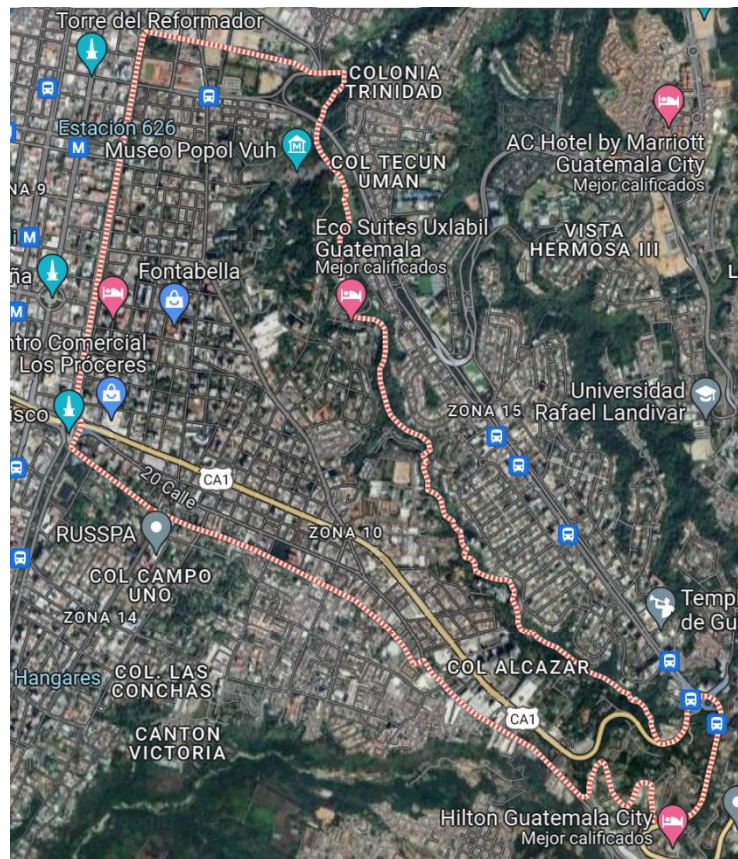 Torre del Reformador
COLONIA
TRINIDAD
Estación 626
M
Museo Popol Vuh
M
COL TECUN
UMAN
AC Hotel by Marriott
Guatemala City
Mejor calificados
NA 9
M
Eco Suites Uxlabil
Guatemala
Mejor calificados
VISTA
HERMOSA III
Fontabella
M
ntro Comercial
Los Próceres
Universidad
Rafael Landivar
ZONA 15
isco
20 Calle
CA1
RUSSPA
ZONA 10
COL CAMPO
UNO
ZONA 14
Temp
de Gu
Hangares
COL. LAS
CONCHAS
COL ALCAZAR
CANTON
VICTORIA
CA1
Hilton Guatemala City
Mejor calificados